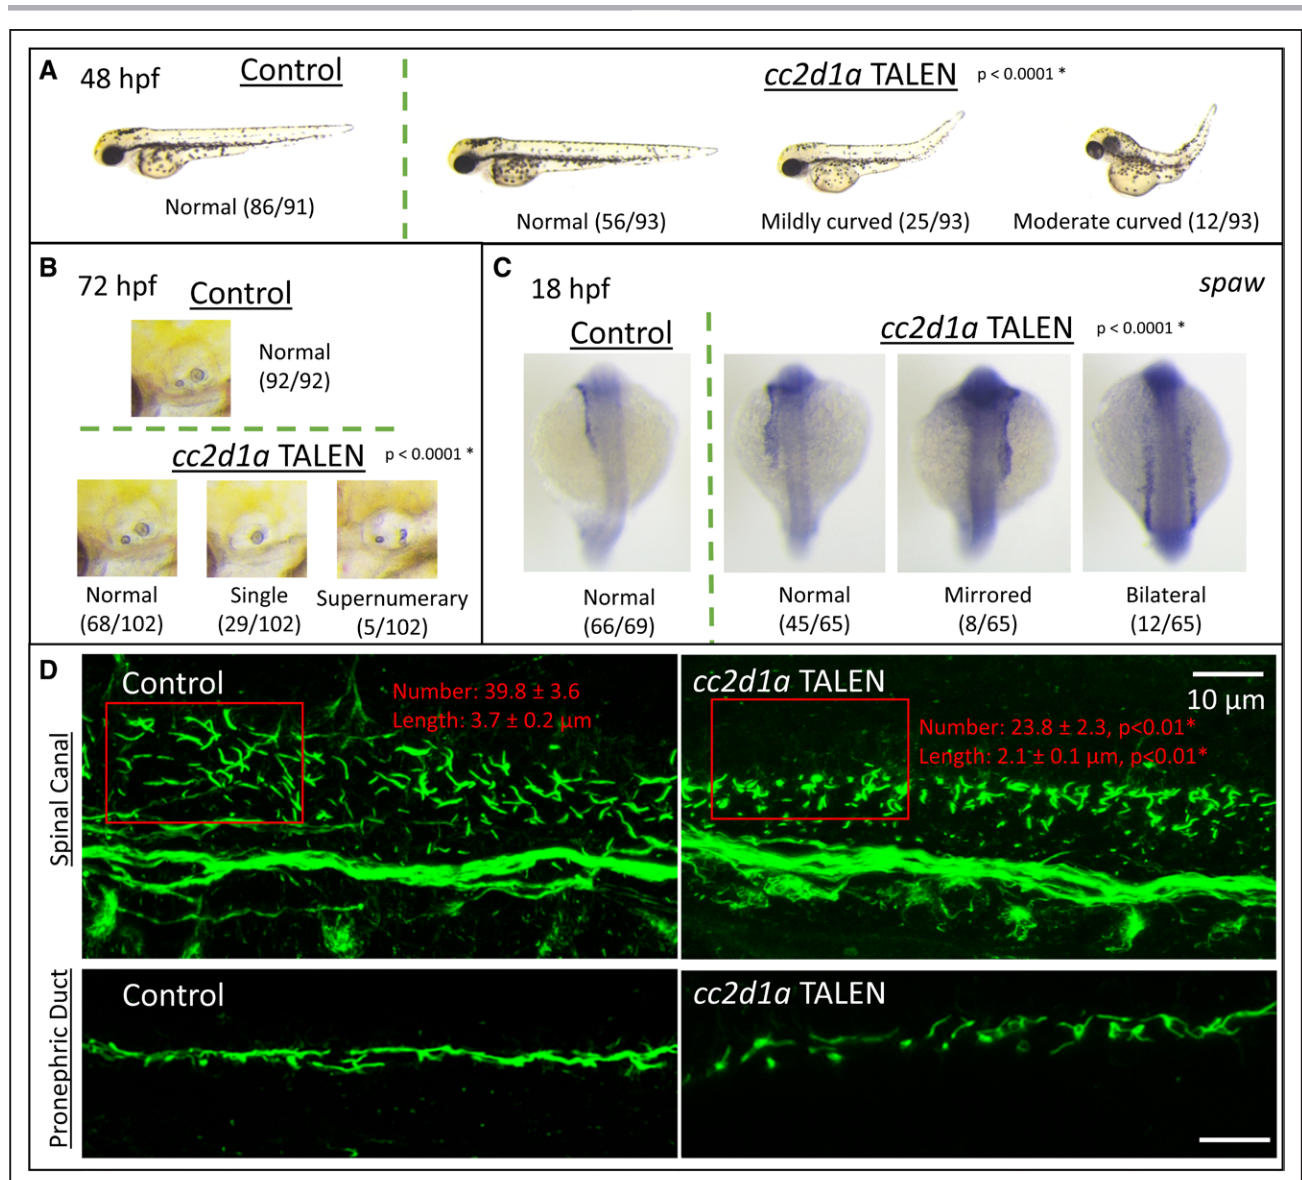 A
48 hpf
Control
cc2d1a TALEN
p < 0.0001 *
Normal (86/91)
Normal (56/93)
Mildly curved (25/93)
Moderate curved (12/93)
B
72 hpf
Control
Normal
(92/92)
cc2d1a TALEN
p < 0.0001 *
Normal
(68/102)
Single
(29/102)
Supernumerary
(5/102)
C
18 hpf
spaw
Control
cc2d1a TALEN
p < 0.0001 *
Normal
(66/69)
Normal
(45/65)
Mirrored
(8/65)
Bilateral
(12/65)
D
Spinal Canal
Control
Number: 39.8 ± 3.6
Length: 3.7 ± 0.2 µm
cc2d1a TALEN
10 µm
Number: 23.8 ± 2.3, p<0.01*
Length: 2.1 ± 0.1 µm, p<0.01*
Pronephric Duct
Control
cc2d1a TALEN